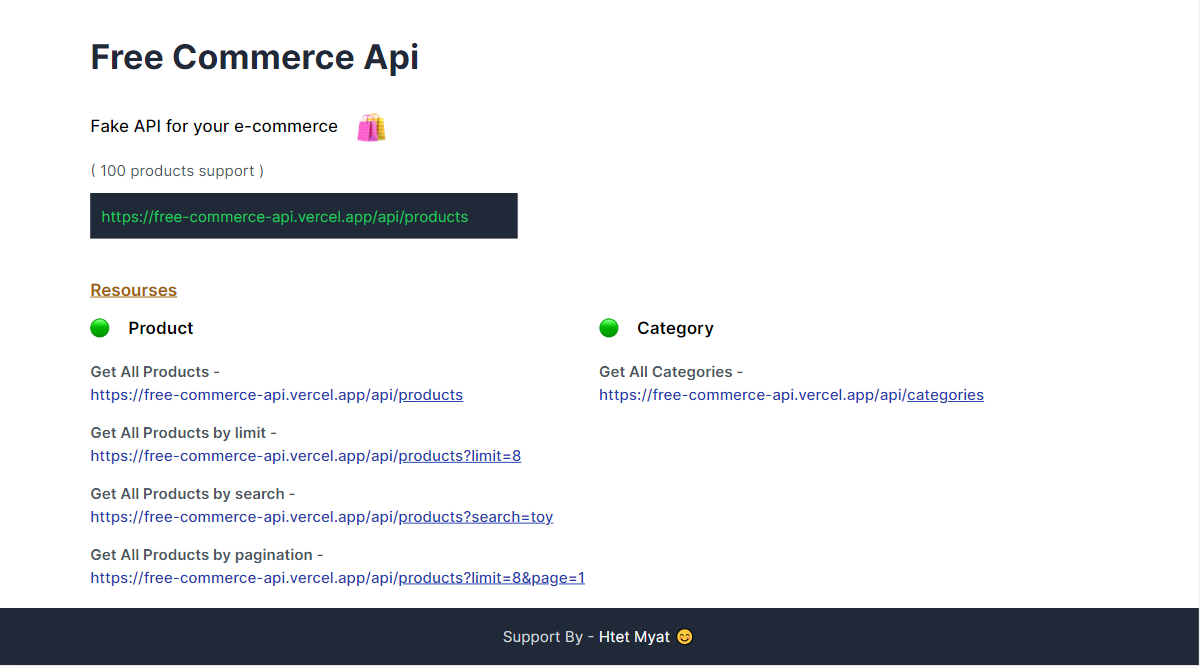 Free Commerce Api
Fake API for your e-commerce 🛍️
( 100 products support )
https://free-commerce-api.vercel.app/api/products
Resourses
Product
Get All Products -
https://free-commerce-api.vercel.app/api/products
Get All Products by limit -
https://free-commerce-api.vercel.app/api/products?limit=8
Get All Products by search -
https://free-commerce-api.vercel.app/api/products?search=toy
Get All Products by pagination -
https://free-commerce-api.vercel.app/api/products?limit=8&page=1
Category
Get All Categories -
https://free-commerce-api.vercel.app/api/categories
Support By - Htet Myat 😊